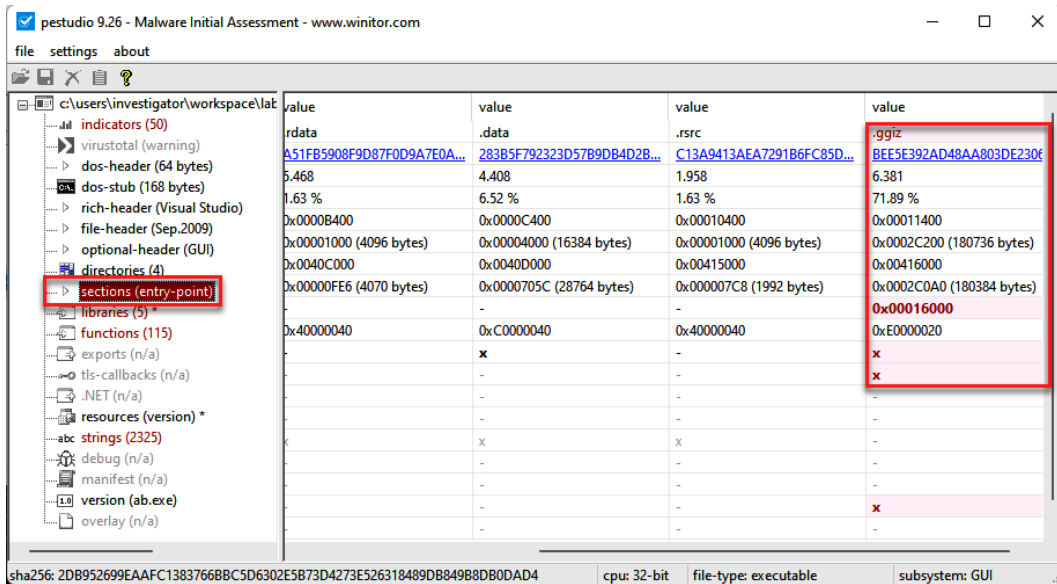 pestudio 9.26 - Malware Initial Assessment - www.winitor.com
file settings about
c:\users\investigator\workspace\lab
indicators (50)
virustotal (warning)
dos-header (64 bytes)
dos-stub (168 bytes)
rich-header (Visual Studio)
file-header (Sep.2009)
optional-header (GUI)
directories (4)
sections (entry-point)
libraries (5) *
functions (115)
exports (n/a)
tls-callbacks (n/a)
.NET (n/a)
resources (version) *
abc strings (2325)
debug (n/a)
manifest (n/a)
1.0 version (ab.exe)
overlay (n/a)
value value value value
.rdata .data .rsrc .ggiz
A51FB5908F9D87F0D9A7E0A... 283B5F792323D57B9DB4D2B... C13A9413AEA7291B6FC85D... BEE5E392AD48AA803DE2306
5.468 4.408 1.958 6.381
1.63 % 6.52 % 1.63 % 71.89 %
0x0000B400 0x0000C400 0x00010400 0x00011400
0x00001000 (4096 bytes) 0x00004000 (16384 bytes) 0x00001000 (4096 bytes) 0x0002C200 (180736 bytes)
0x0040C000 0x0040D000 0x00415000 0x00416000
0x00000FE6 (4070 bytes) 0x0000705C (28764 bytes) 0x000007C8 (1992 bytes) 0x0002C0A0 (180384 bytes)
- - - 0x00016000
0x40000040 0xC0000040 0x40000040 0xE0000020
- x - x
- - - x
- - - -
- - - -
x x x -
- - - -
- - - -
- - - x
- - - -
sha256: 2DB952699EAAFC1383766BBC5D6302E5B73D4273E526318489DB849B8DB0DAD4 cpu: 32-bit file-type: executable subsystem: GUI